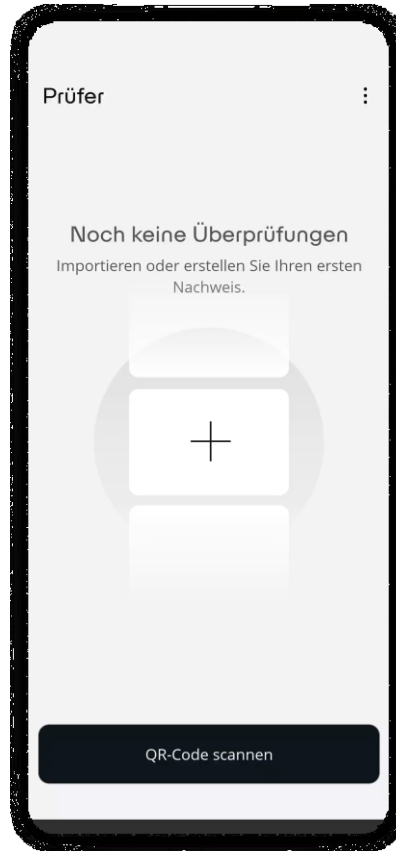 Prüfer
Noch keine Überprüfungen
Importieren oder erstellen Sie Ihren ersten
Nachweis.
QR-Code scannen